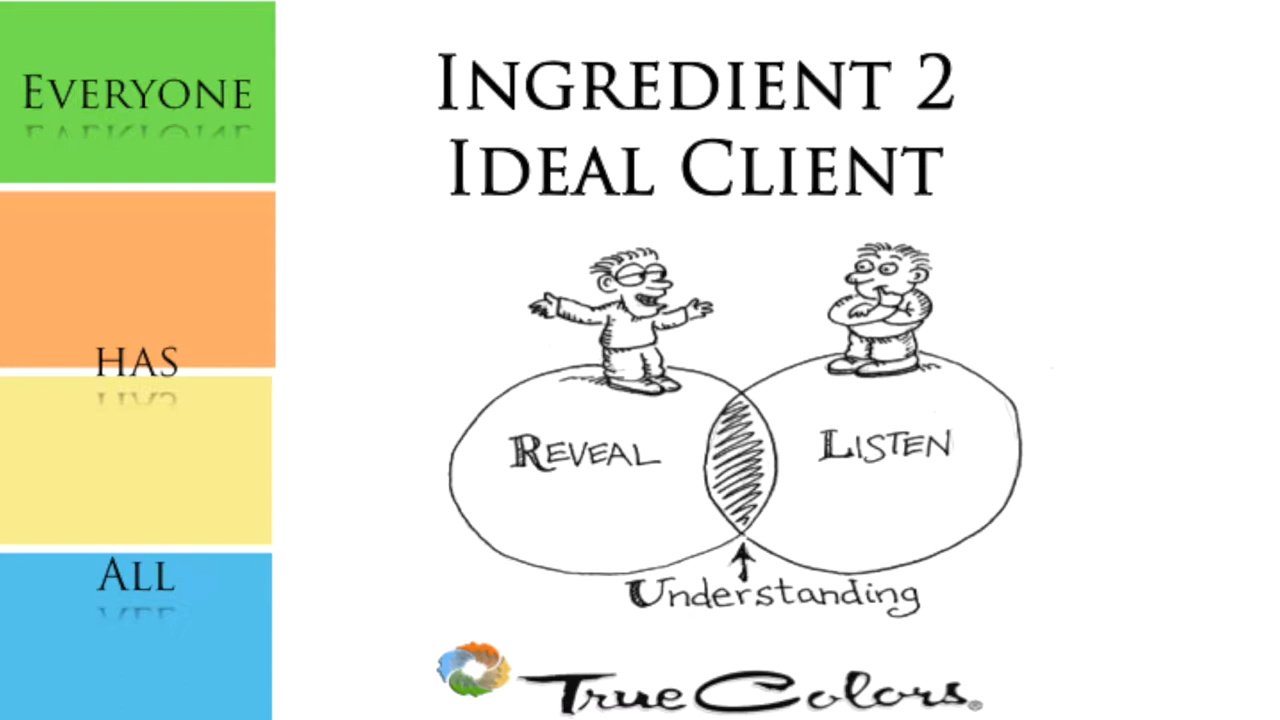 Everyone
has
All
Ingredient 2
Ideal Client
Reveal
Listen
Understanding
True Colors®